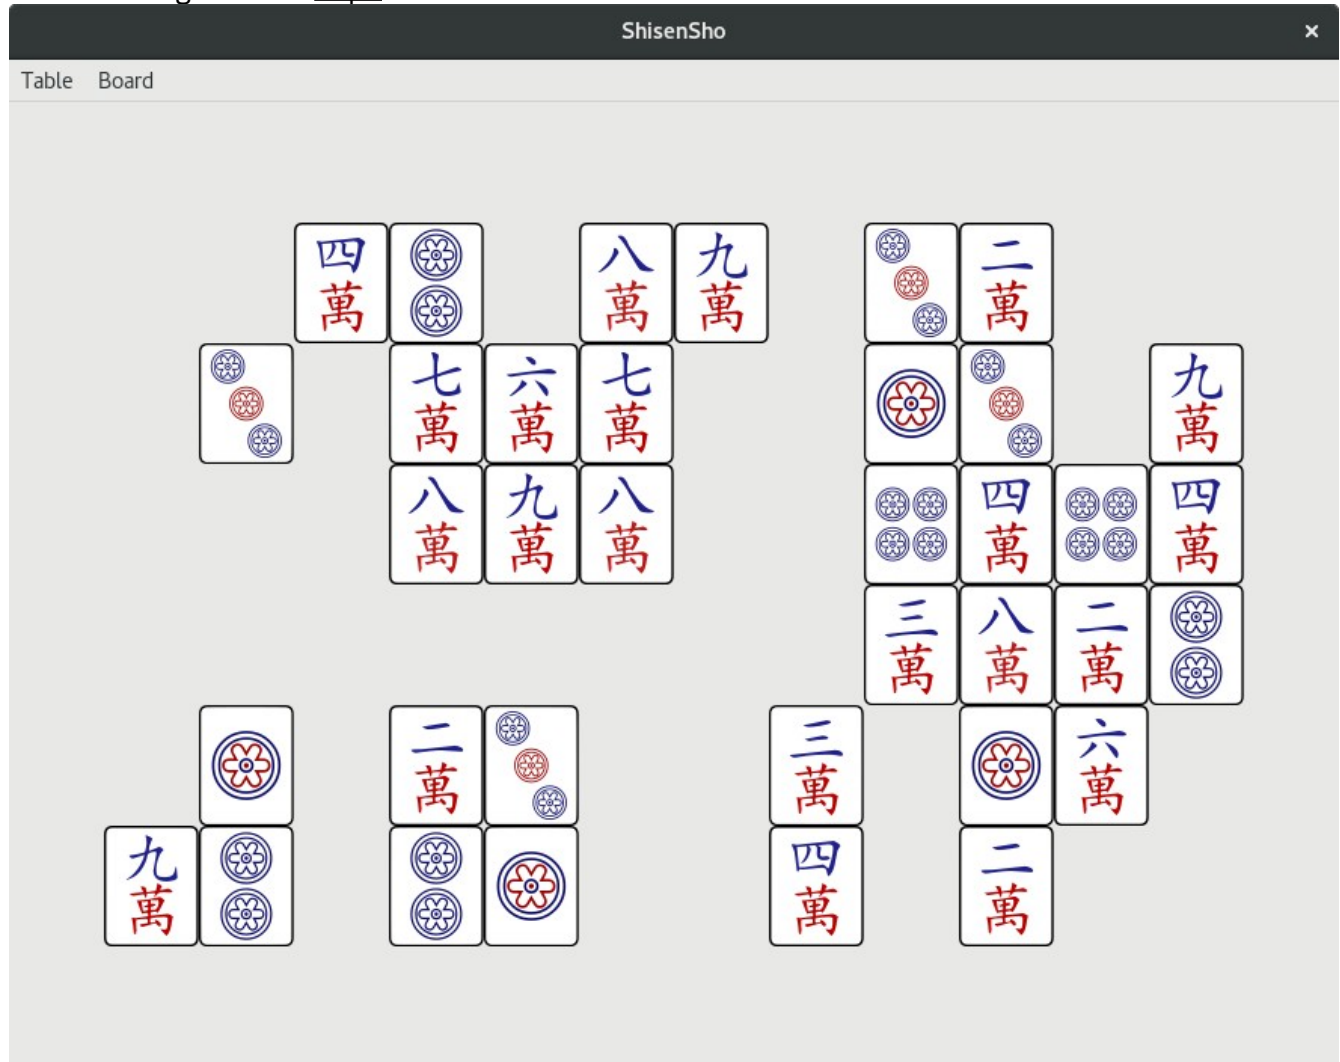 ShisenSho ×
Table Board
四萬 八萬 九萬 二萬
七萬 六萬 七萬 九萬
八萬 九萬 八萬 四萬 四萬
三萬 八萬 二萬
二萬 三萬 六萬
九萬 四萬 二萬